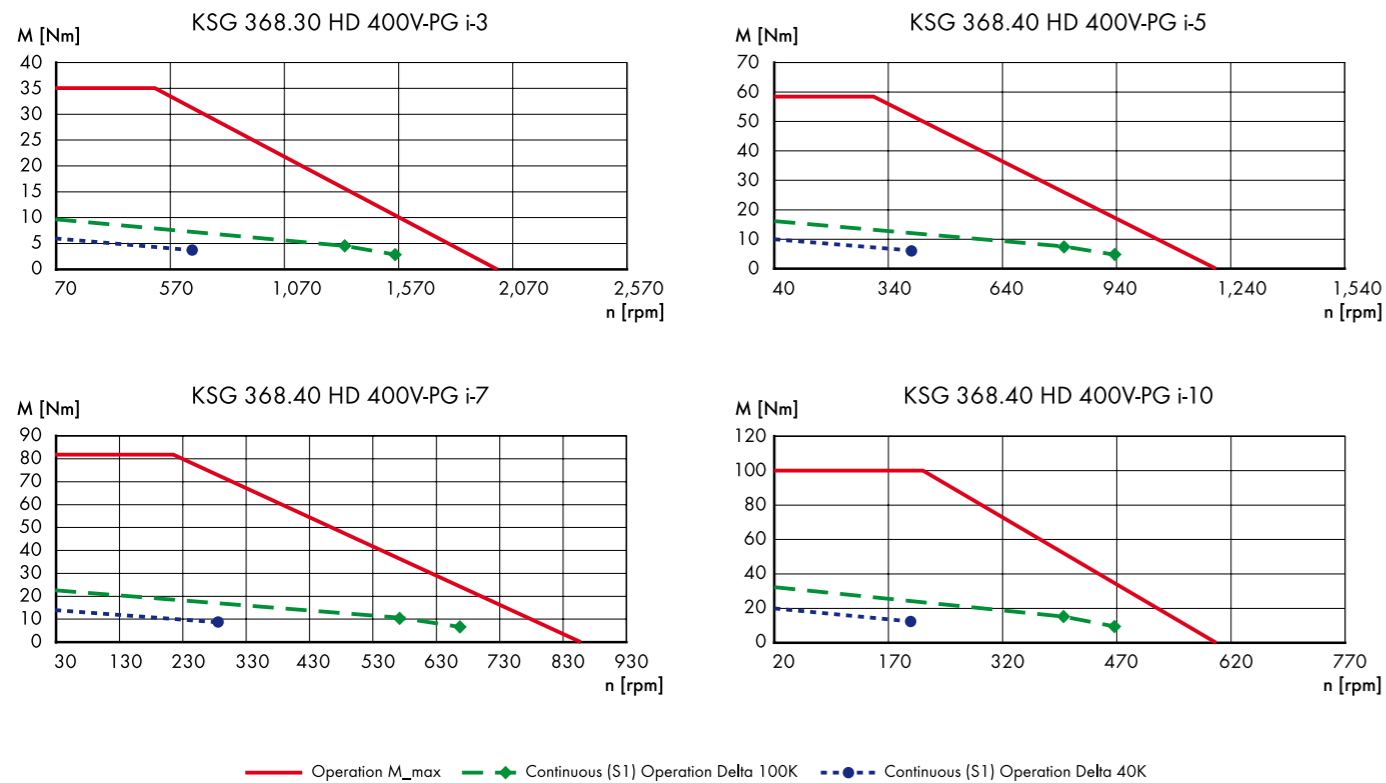 KSG 368.30 HD 400V-PG i-3
M [Nm]
40
35
30
25
20
15
10
5
0
70 570 1,070 1,570 2,070 2,570
n [rpm]
KSG 368.40 HD 400V-PG i-5
M [Nm]
70
60
50
40
30
20
10
0
40 340 640 940 1,240 1,540
n [rpm]
KSG 368.40 HD 400V-PG i-7
M [Nm]
90
80
70
60
50
40
30
20
10
0
30 130 230 330 430 530 630 730 830 930
n [rpm]
KSG 368.40 HD 400V-PG i-10
M [Nm]
120
100
80
60
40
20
0
20 170 320 470 620 770
n [rpm]
Operation M_max Continuous (S1) Operation Delta 100K Continuous (S1) Operation Delta 40K